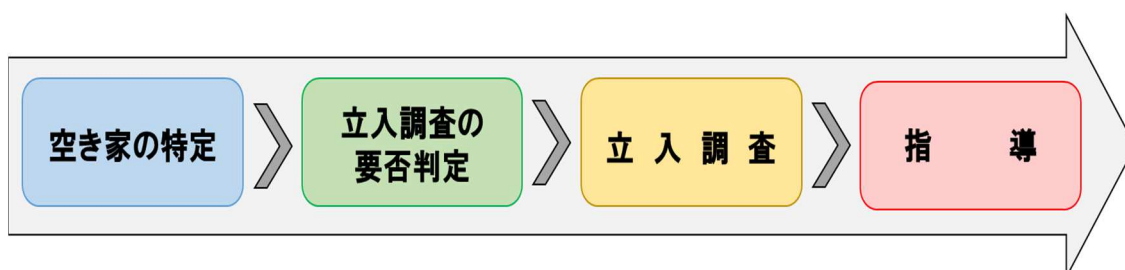 空き家の特定
立入調査の
要否判定
立入調査
指導